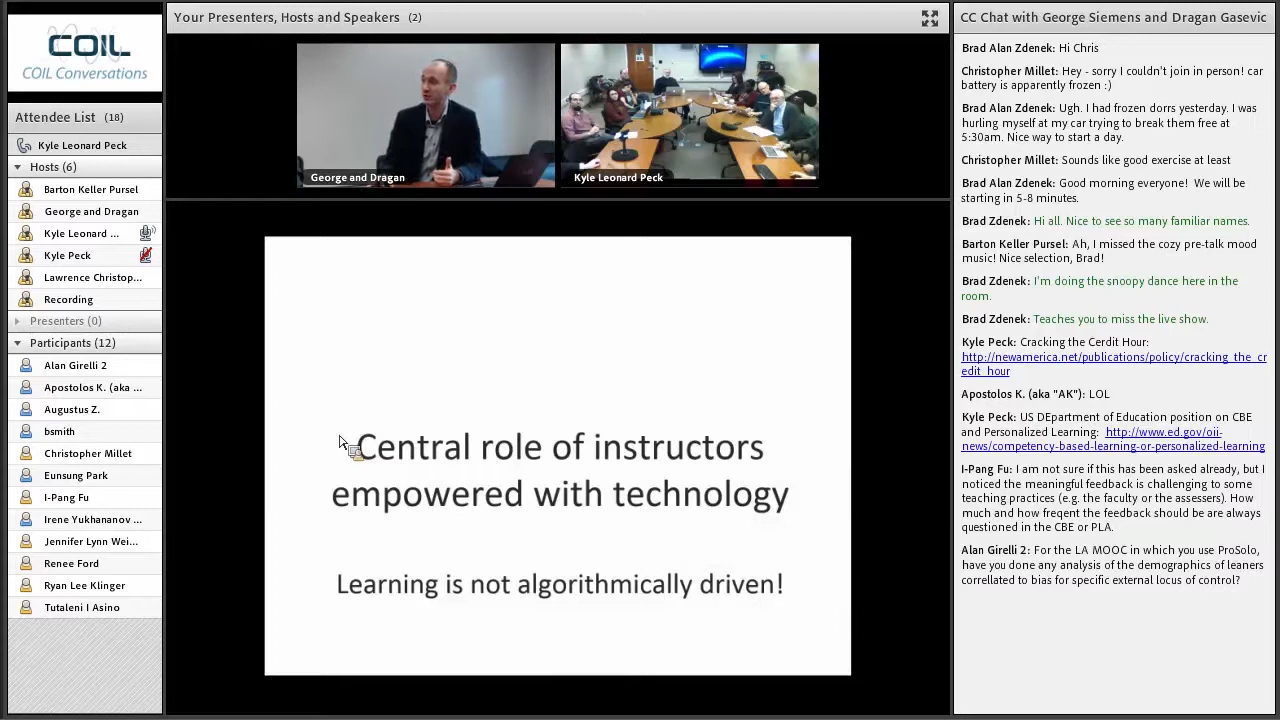 COIL
COIL Conversations
Attendee List (18)
Kyle Leonard Peck
Hosts (6)
Barton Keller Pursel
George and Dragan
Kyle Leonard ...
Kyle Peck
Lawrence Christop...
Recording
Presenters (0)
Participants (12)
Alan Girelli 2
Apostolos K. (aka ...
Augustus Z.
bsmith
Christopher Millet
Eunsung Park
I-Pang Fu
Irene Yukhananov ...
Jennifer Lynn Wei...
Renee Ford
Ryan Lee Klinger
Tutaleni I Asino
Your Presenters, Hosts and Speakers (2)
George and Dragan
Kyle Leonard Peck
Central role of instructors
empowered with technology
Learning is not algorithmically driven!
CC Chat with George Siemens and Dragan Gasevic
Brad Alan Zdenek: Hi Chris
Christopher Millet: Hey - sorry I couldn't join in person! car
battery is apparently frozen :)
Brad Alan Zdenek: Ugh. I had frozen dorrs yesterday. I was
hurling myself at my car trying to break them free at
5:30am. Nice way to start a day.
Christopher Millet: Sounds like good exercise at least
Brad Alan Zdenek: Good morning everyone! We will be
starting in 5-8 minutes.
Brad Zdenek: Hi all. Nice to see so many familiar names.
Barton Keller Pursel: Ah, I missed the cozy pre-talk mood
music! Nice selection, Brad!
Brad Zdenek: I'm doing the snoopy dance here in the
room.
Brad Zdenek: Teaches you to miss the live show.
Kyle Peck: Cracking the Cerdit Hour:
http://newamerica.net/publications/policy/cracking_the_cr
edit_hour
Apostolos K. (aka "AK"): LOL
Kyle Peck: US DEpartment of Education position on CBE
and Personalized Learning: http://www.ed.gov/oii-
news/competency-based-learning-or-personalized-learning
I-Pang Fu: I am not sure if this has been asked already, but I
noticed the meaningful feedback is challenging to some
teaching practices (e.g. the faculty or the assessers). How
much and how freqent the feedback should be are always
questioned in the CBE or PLA.
Alan Girelli 2: For the LA MOOC in which you use ProSolo,
have you done any analysis of the demographics of leaners
correllated to bias for specific external locus of control?